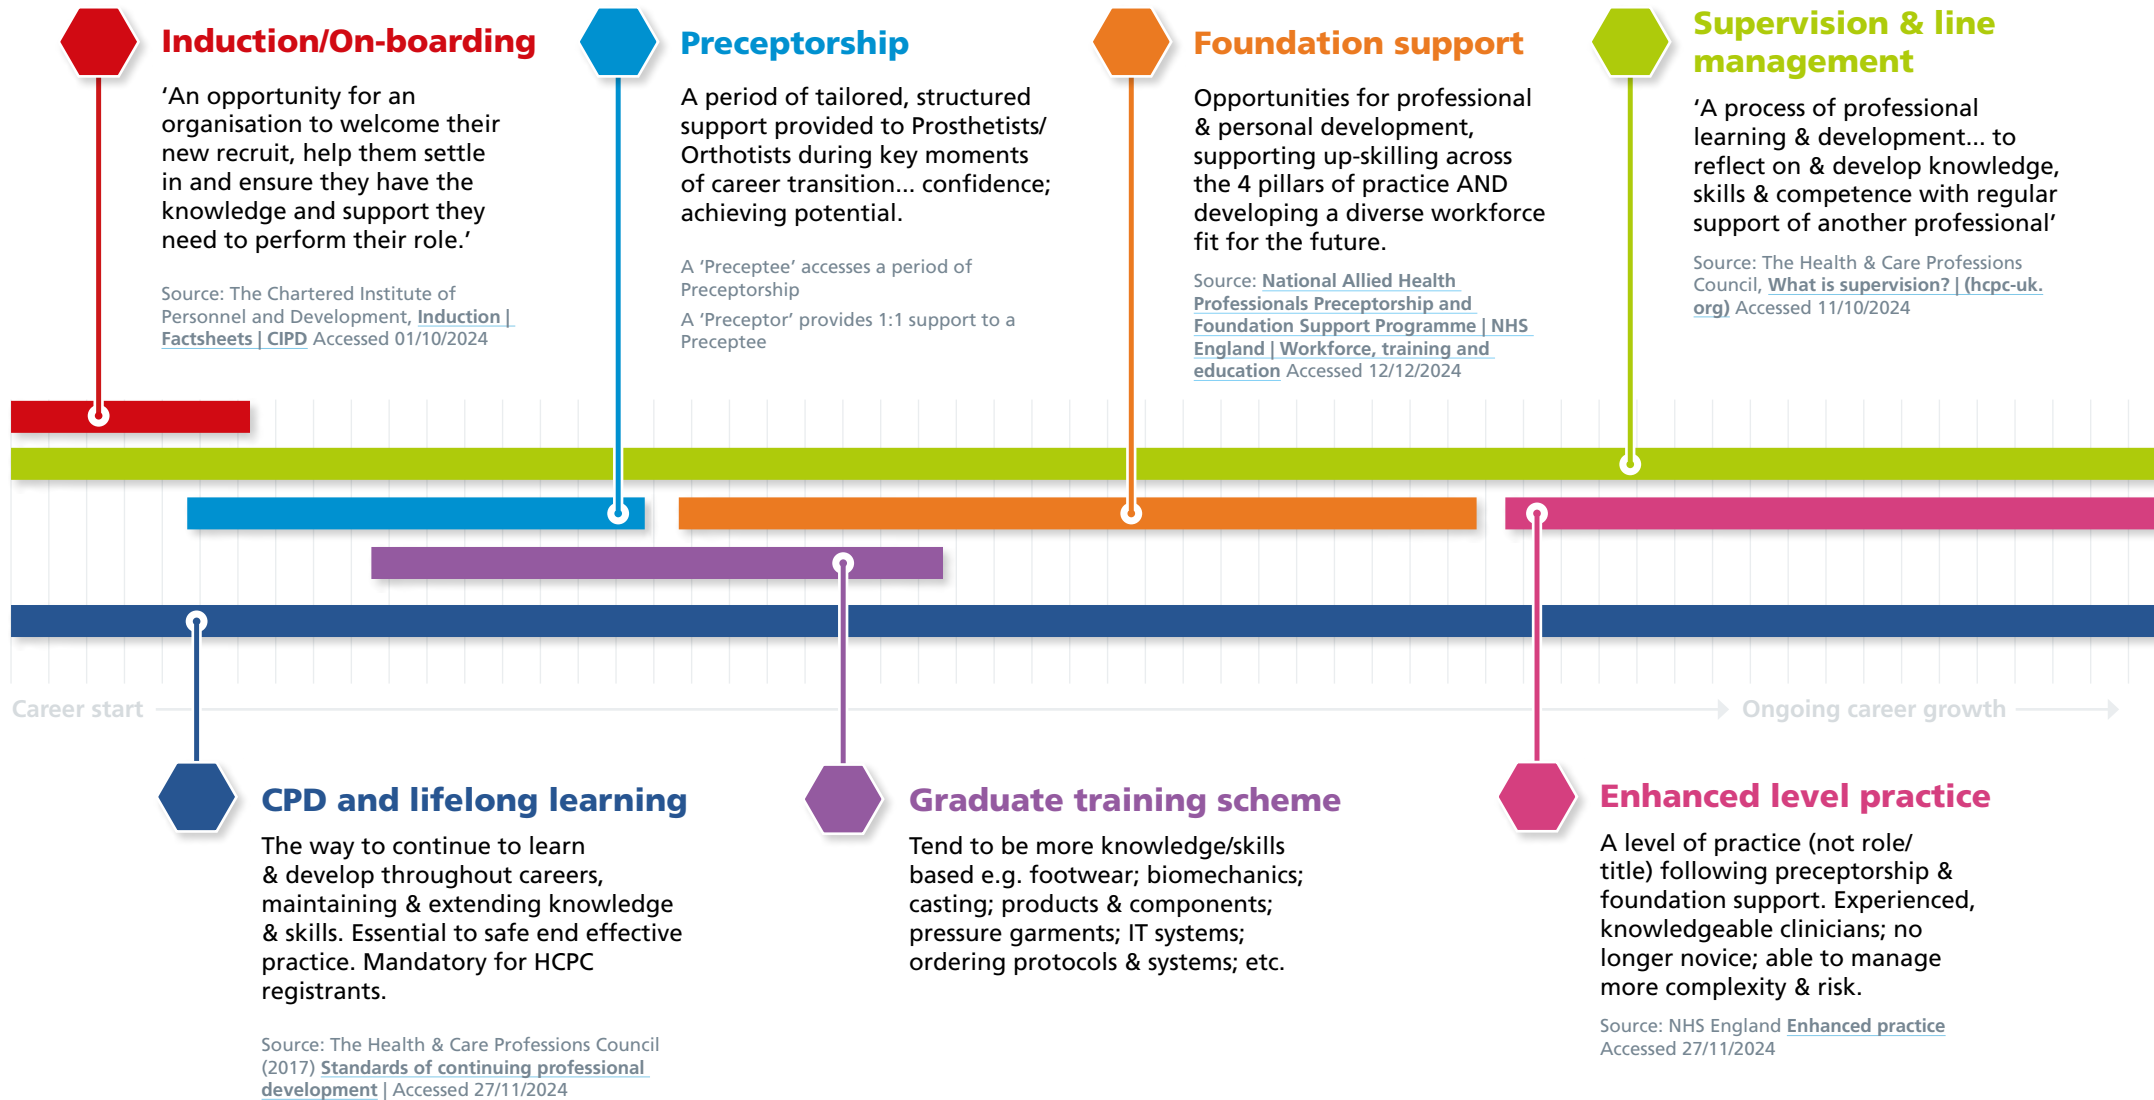 Induction/On-boarding
‘An opportunity for an
organisation to welcome their
new recruit, help them settle
in and ensure they have the
knowledge and support they
need to perform their role.’
Source: The Chartered Institute of
Personnel and Development, Induction |
Factsheets | CIPD Accessed 01/10/2024
Preceptorship
A period of tailored, structured
support provided to Prosthetists/
Orthotists during key moments
of career transition... confidence;
achieving potential.
A ‘Preceptee’ accesses a period of
Preceptorship
A ‘Preceptor’ provides 1:1 support to a
Preceptee
Foundation support
Opportunities for professional
& personal development,
supporting up-skilling across
the 4 pillars of practice AND
developing a diverse workforce
fit for the future.
Source: National Allied Health
Professionals Preceptorship and
Foundation Support Programme | NHS
England | Workforce, training and
education Accessed 12/12/2024
Supervision & line
management
‘A process of professional
learning & development... to
reflect on & develop knowledge,
skills & competence with regular
support of another professional’
Source: The Health & Care Professions
Council, What is supervision? | (hcpc-uk.
org) Accessed 11/10/2024
Career start
Ongoing career growth
CPD and lifelong learning
The way to continue to learn
& develop throughout careers,
maintaining & extending knowledge
& skills. Essential to safe end effective
practice. Mandatory for HCPC
registrants.
Source: The Health & Care Professions Council
(2017) Standards of continuing professional
development | Accessed 27/11/2024
Graduate training scheme
Tend to be more knowledge/skills
based e.g. footwear; biomechanics;
casting; products & components;
pressure garments; IT systems;
ordering protocols & systems; etc.
Enhanced level practice
A level of practice (not role/
title) following preceptorship &
foundation support. Experienced,
knowledgeable clinicians; no
longer novice; able to manage
more complexity & risk.
Source: NHS England Enhanced practice
Accessed 27/11/2024